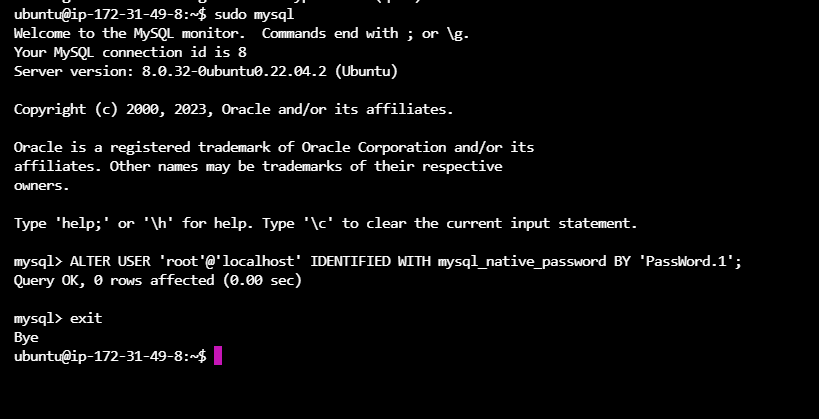 ubuntu@ip-172-31-49-8:~$ sudo mysql
Welcome to the MySQL monitor.  Commands end with ; or \g.
Your MySQL connection id is 8
Server version: 8.0.32-0ubuntu0.22.04.2 (Ubuntu)
Copyright (c) 2000, 2023, Oracle and/or its affiliates.
Oracle is a registered trademark of Oracle Corporation and/or its
affiliates. Other names may be trademarks of their respective
owners.
Type 'help;' or '\h' for help. Type '\c' to clear the current input statement.
mysql> ALTER USER 'root'@'localhost' IDENTIFIED WITH mysql_native_password BY 'PassWord.1';
Query OK, 0 rows affected (0.00 sec)
mysql> exit
Bye
ubuntu@ip-172-31-49-8:~$